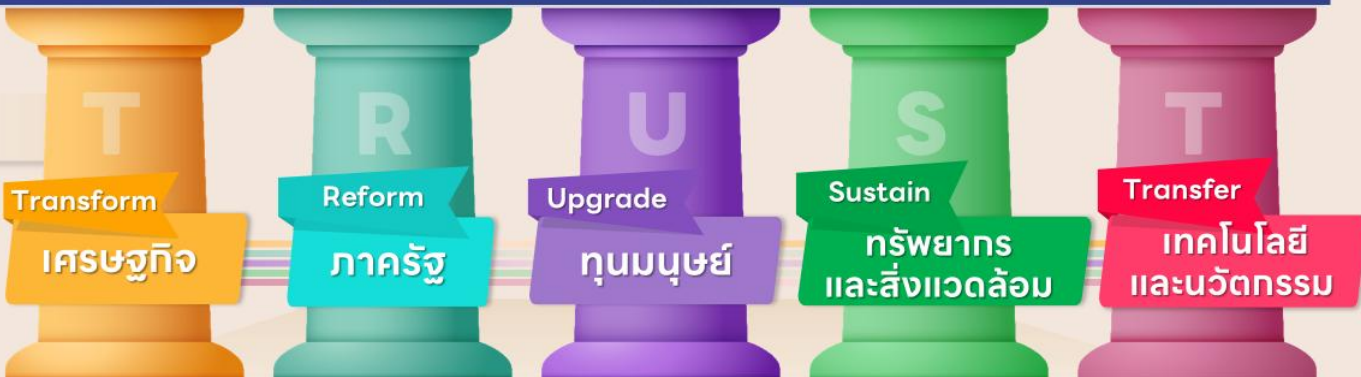 T
Transform
เศรษฐกิจ
R
Reform
ภาครัฐ
U
Upgrade
ทุนมนุษย์
S
Sustain
ทรัพยากร
และสิ่งแวดล้อม
T
Transfer
เทคโนโลยี
และนวัตกรรม